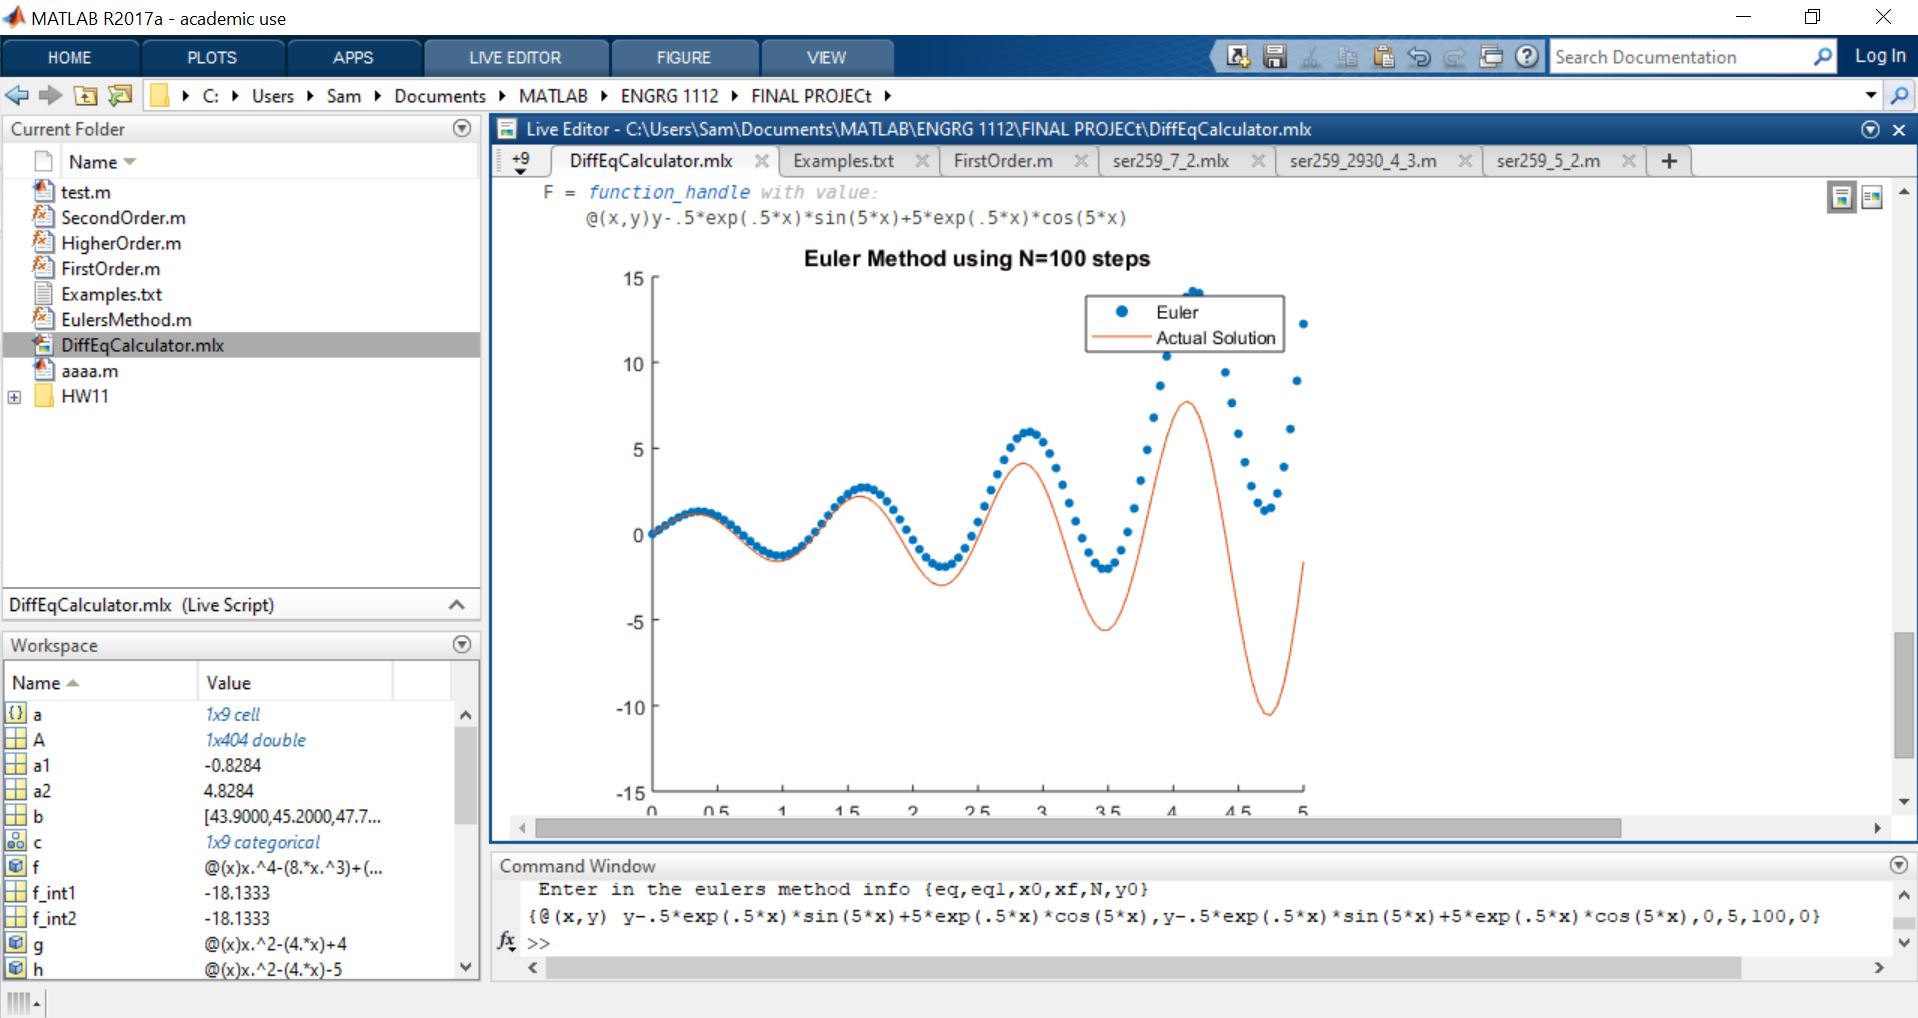 MATLAB R2017a - academic use
HOME PLOTS APPS LIVE EDITOR FIGURE VIEW
Search Documentation
Log In
C: Users Sam Documents MATLAB ENGRG 1112 FINAL PROJECt
Current Folder
Name
test.m
SecondOrder.m
HigherOrder.m
FirstOrder.m
Examples.txt
EulersMethod.m
DiffEqCalculator.mlx
aaaa.m
HW11
DiffEqCalculator.mlx (Live Script)
Workspace
Name Value
a 1x9 cell
A 1x404 double
a1 -0.8284
a2 4.8284
b [43.9000,45.2000,47.7...
c 1x9 categorical
f @(x)x.^4-(8.*x.^3)+(...
f_int1 -18.1333
f_int2 -18.1333
g @(x)x.^2-(4.*x)+4
h @(x)x.^2-(4.*x)-5
Live Editor - C:\Users\Sam\Documents\MATLAB\ENGRG 1112\FINAL PROJECt\DiffEqCalculator.mlx
+9 DiffEqCalculator.mlx Examples.txt FirstOrder.m ser259_7_2.mlx ser259_2930_4_3.m ser259_5_2.m
F = function_handle with value:
@(x,y)y-.5*exp(.5*x)*sin(5*x)+5*exp(.5*x)*cos(5*x)
Euler Method using N=100 steps
Euler
Actual Solution
15
10
5
0
-5
-10
-15
0 0.5 1 1.5 2 2.5 3 3.5 4 4.5 5
Command Window
Enter in the eulers method info {eq,eq1,x0,xf,N,y0}
{@(x,y) y-.5*exp(.5*x)*sin(5*x)+5*exp(.5*x)*cos(5*x),y-.5*exp(.5*x)*sin(5*x)+5*exp(.5*x)*cos(5*x),0,5,100,0}
fx >>